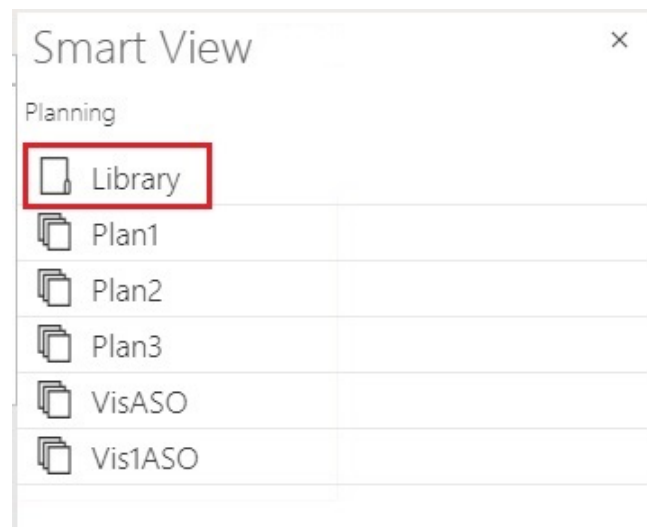 Smart View
Planning
Library
Plan1
Plan2
Plan3
VisASO
Vis1ASO